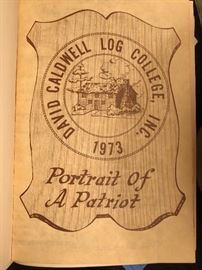 DAVID CALDWELL LOG COLLEGE, INC.
1973
Portrait Of
A Patriot